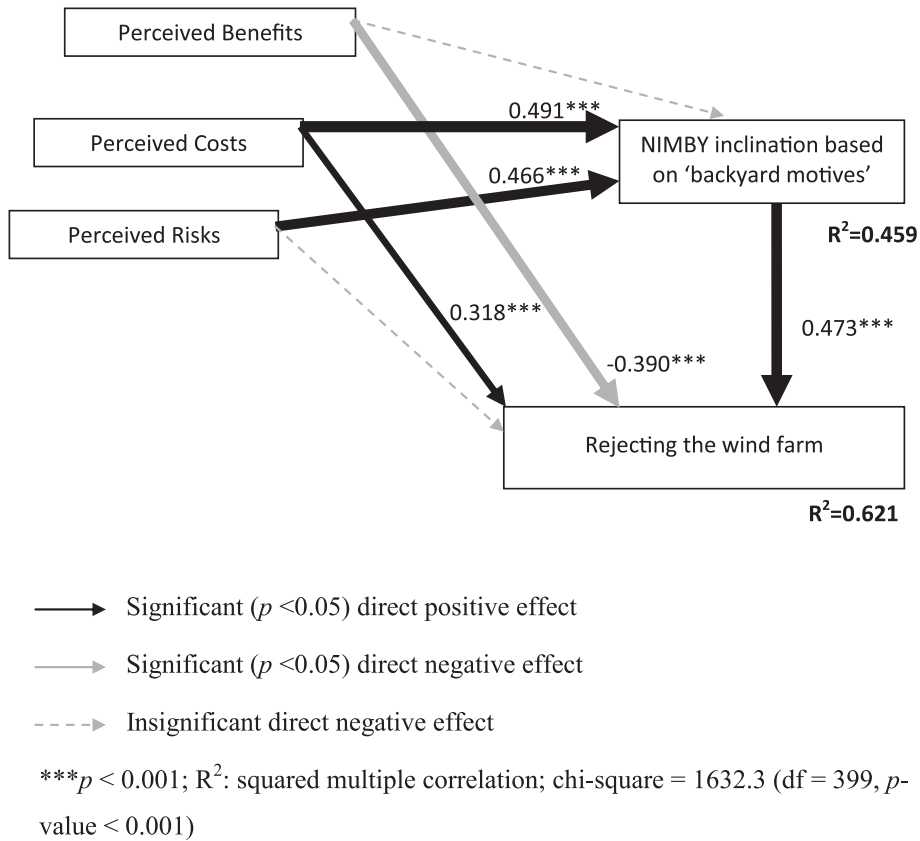 Perceived Benefits
0.491***
Perceived Costs
NIMBY inclination based
on ‘backyard motives’
0.466***
Perceived Risks
R²=0.459
0.318***
0.473***
-0.390***
Rejecting the wind farm
R²=0.621
Significant (p <0.05) direct positive effect
Significant (p <0.05) direct negative effect
Insignificant direct negative effect
***p < 0.001; R²: squared multiple correlation; chi-square = 1632.3 (df = 399, p-
value < 0.001)